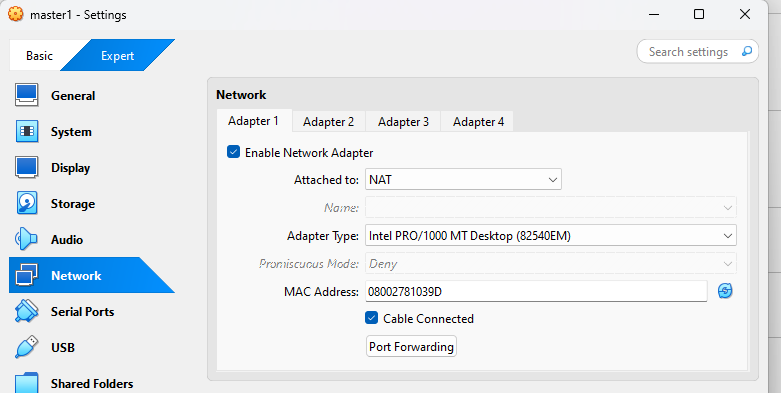 master1 - Settings
Basic
Expert
Search settings
General
System
Display
Storage
Audio
Network
Serial Ports
USB
Shared Folders
Network
Adapter 1
Adapter 2
Adapter 3
Adapter 4
Enable Network Adapter
Attached to: NAT
Name:
Adapter Type: Intel PRO/1000 MT Desktop (82540EM)
Promiscuous Mode: Deny
MAC Address: 08002781039D
Cable Connected
Port Forwarding